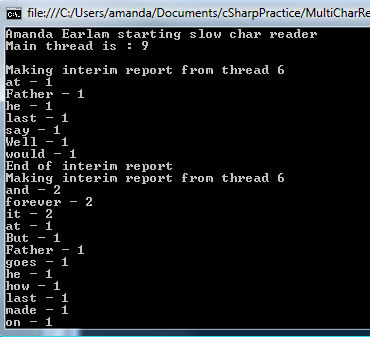 file:///C:/Users/amanda/Documents/cSharpPractice/MultiCharRe
Amanda Earlam starting slow char reader
Main thread is : 9
Making interim report from thread 6
at - 1
Father - 1
he - 1
last - 1
say - 1
Well - 1
would - 1
End of interim report
Making interim report from thread 6
and - 2
forever - 2
it - 2
at - 1
But - 1
Father - 1
goes - 1
he - 1
how - 1
last - 1
made - 1
on - 1